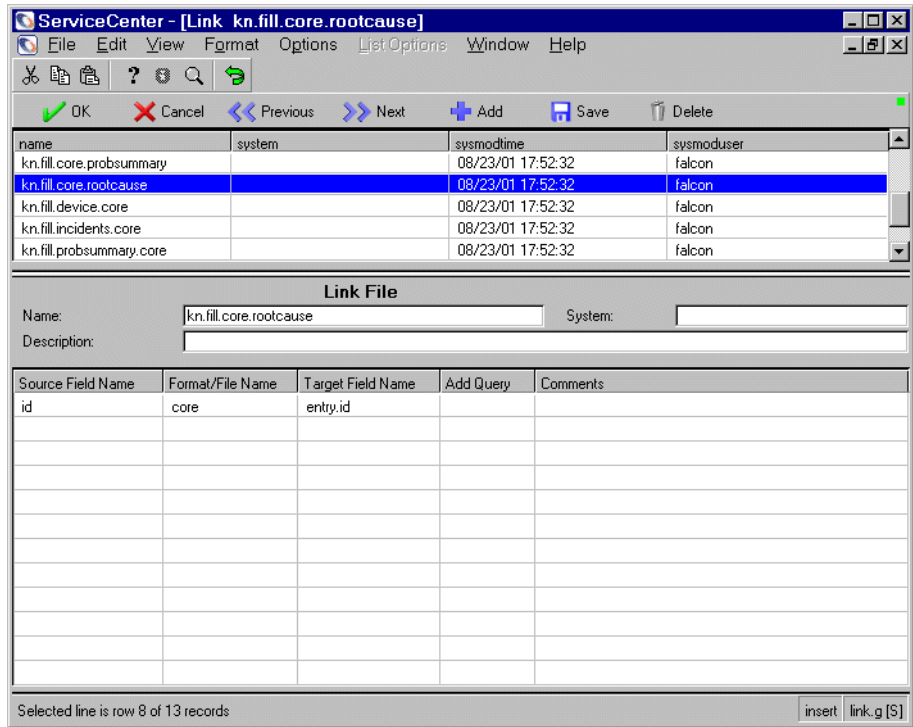 ServiceCenter - [Link kn.fill.core.rootcause]
File Edit View Format Options List Options Window Help
OK Cancel Previous Next Add Save Delete
name system sysmodtime sysmoduser
kn.fill.core.probsummary 08/23/01 17:52:32 falcon
kn.fill.core.rootcause 08/23/01 17:52:32 falcon
kn.fill.device.core 08/23/01 17:52:32 falcon
kn.fill.incidents.core 08/23/01 17:52:32 falcon
kn.fill.probsummary.core 08/23/01 17:52:32 falcon
Link File
Name: kn.fill.core.rootcause System:
Description:
Source Field Name Format/File Name Target Field Name Add Query Comments
id core entry.id
Selected line is row 8 of 13 records insert link.g [S]